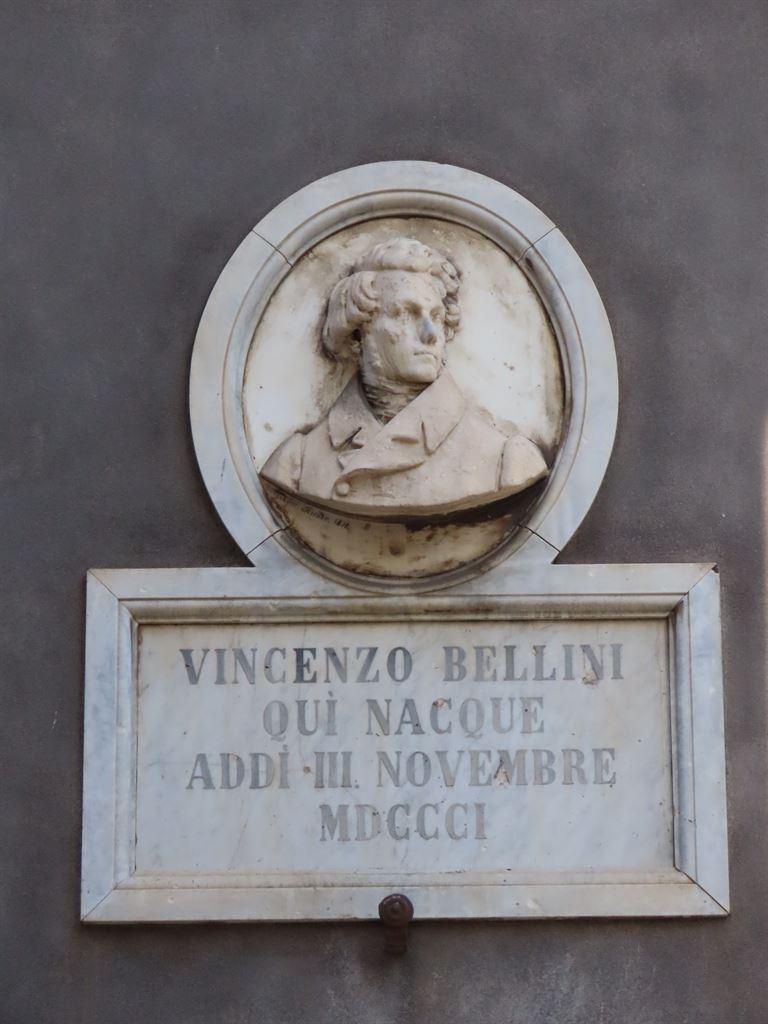 VINCENZO BELLINI
QUÌ NACQUE
ADDÌ III NOVEMBRE
MDCCCI